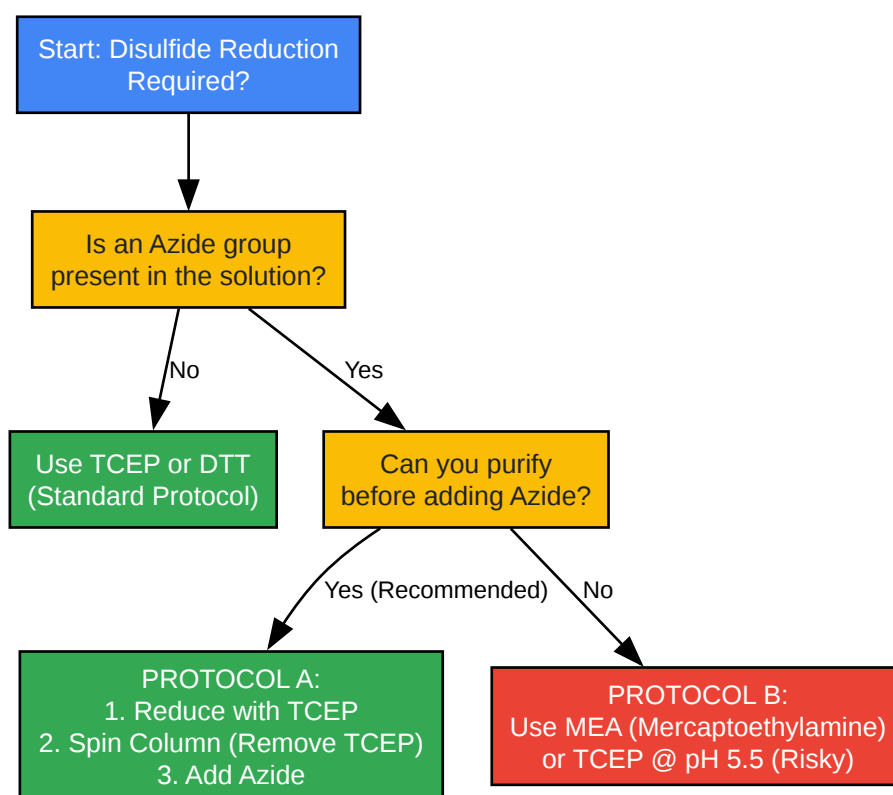 Start: Disulfide Reduction
Required?
Is an Azide group
present in the solution?
No
Yes
Use TCEP or DTT
(Standard Protocol)
Can you purify
before adding Azide?
Yes (Recommended)
No
PROTOCOL A:
1. Reduce with TCEP
2. Spin Column (Remove TCEP)
3. Add Azide
PROTOCOL B:
Use MEA (Mercaptoethylamine)
or TCEP @ pH 5.5 (Risky)